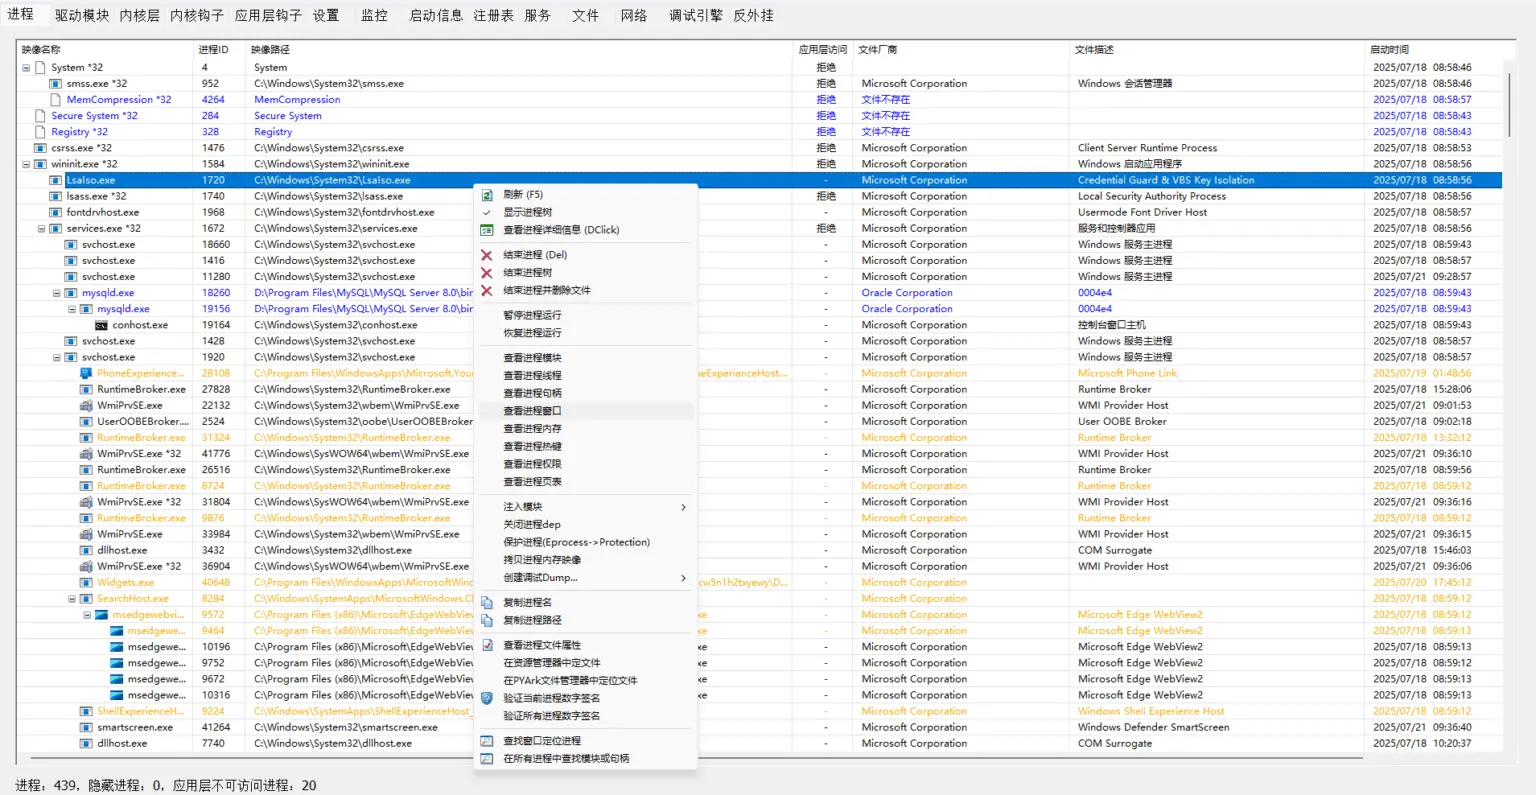 进程 驱动模块 内核层 内核钩子 应用层钩子 设置 监控 启动信息 注册表 服务 文件 网络 调试引擎 反外挂
映像名称 进程ID 映像路径 应用层访问 文件厂商 文件描述 启动时间
System *32 4 System 拒绝 2025/07/18 08:58:46
smss.exe *32 952 C:\Windows\System32\smss.exe 拒绝 Microsoft Corporation Windows 会话管理器 2025/07/18 08:58:46
MemCompression *32 4264 MemCompression 拒绝 文件不存在 2025/07/18 08:58:57
Secure System *32 284 Secure System 拒绝 文件不存在 2025/07/18 08:58:43
Registry *32 328 Registry 拒绝 文件不存在 2025/07/18 08:58:43
csrss.exe *32 1476 C:\Windows\System32\csrss.exe 拒绝 Microsoft Corporation Client Server Runtime Process 2025/07/18 08:58:53
wininit.exe *32 1584 C:\Windows\System32\wininit.exe 拒绝 Microsoft Corporation Windows 启动应用程序 2025/07/18 08:58:56
LsaIso.exe 1720 C:\Windows\System32\LsaIso.exe - Microsoft Corporation Credential Guard & VBS Key Isolation 2025/07/18 08:58:56
lsass.exe *32 1740 C:\Windows\System32\lsass.exe 拒绝 Microsoft Corporation Local Security Authority Process 2025/07/18 08:58:56
fontdrvhost.exe 1968 C:\Windows\System32\fontdrvhost.exe - Microsoft Corporation Usermode Font Driver Host 2025/07/18 08:58:57
services.exe *32 1672 C:\Windows\System32\services.exe 拒绝 Microsoft Corporation 服务和控制器应用 2025/07/18 08:58:56
svchost.exe 18660 C:\Windows\System32\svchost.exe - Microsoft Corporation Windows 服务主进程 2025/07/18 08:59:43
svchost.exe 1416 C:\Windows\System32\svchost.exe - Microsoft Corporation Windows 服务主进程 2025/07/18 08:58:57
svchost.exe 11280 C:\Windows\System32\svchost.exe - Microsoft Corporation Windows 服务主进程 2025/07/21 09:28:57
mysqld.exe 18260 D:\Program Files\MySQL\MySQL Server 8.0\bin - Oracle Corporation 0004e4 2025/07/18 08:59:43
mysqld.exe 19156 D:\Program Files\MySQL\MySQL Server 8.0\bin - Oracle Corporation 0004e4 2025/07/18 08:59:43
conhost.exe 19164 C:\Windows\System32\conhost.exe - Microsoft Corporation 控制台窗口主机 2025/07/18 08:59:43
svchost.exe 1428 C:\Windows\System32\svchost.exe - Microsoft Corporation Windows 服务主进程 2025/07/18 08:58:57
svchost.exe 1920 C:\Windows\System32\svchost.exe - Microsoft Corporation Windows 服务主进程 2025/07/18 08:58:57
PhoneExperience... 28108 C:\Program Files\WindowsApps\Microsoft.You neExperienceHost... - Microsoft Corporation Microsoft Phone Link 2025/07/19 01:48:56
RuntimeBroker.exe 27828 C:\Windows\System32\RuntimeBroker.exe - Microsoft Corporation Runtime Broker 2025/07/18 15:28:06
WmiPrvSE.exe 22132 C:\Windows\System32\wbem\WmiPrvSE.exe - Microsoft Corporation WMI Provider Host 2025/07/21 09:01:53
UserOOBEBroker.... 2524 C:\Windows\System32\oobe\UserOOBEBroker - Microsoft Corporation User OOBE Broker 2025/07/18 09:02:18
RuntimeBroker.exe 31324 C:\Windows\System32\RuntimeBroker.exe - Microsoft Corporation Runtime Broker 2025/07/18 13:32:12
WmiPrvSE.exe *32 41776 C:\Windows\SysWOW64\wbem\WmiPrvSE.exe - Microsoft Corporation WMI Provider Host 2025/07/21 09:36:10
RuntimeBroker.exe 26516 C:\Windows\System32\RuntimeBroker.exe - Microsoft Corporation Runtime Broker 2025/07/18 08:59:56
RuntimeBroker.exe 8724 C:\Windows\System32\RuntimeBroker.exe - Microsoft Corporation Runtime Broker 2025/07/18 08:59:12
WmiPrvSE.exe *32 31804 C:\Windows\SysWOW64\wbem\WmiPrvSE.exe - Microsoft Corporation WMI Provider Host 2025/07/21 09:36:16
RuntimeBroker.exe 9876 C:\Windows\System32\RuntimeBroker.exe - Microsoft Corporation Runtime Broker 2025/07/18 08:59:12
WmiPrvSE.exe 33984 C:\Windows\System32\wbem\WmiPrvSE.exe - Microsoft Corporation WMI Provider Host 2025/07/21 09:36:15
dllhost.exe 3432 C:\Windows\System32\dllhost.exe - Microsoft Corporation COM Surrogate 2025/07/18 15:46:03
WmiPrvSE.exe *32 36904 C:\Windows\SysWOW64\wbem\WmiPrvSE.exe - Microsoft Corporation WMI Provider Host 2025/07/21 09:36:06
Widgets.exe 40648 C:\Program Files\WindowsApps\MicrosoftWind cw5n1h2txyewy\D... - Microsoft Corporation 2025/07/20 17:45:12
SearchHost.exe 8284 C:\Windows\SystemApps\MicrosoftWindows.Cl - Microsoft Corporation 2025/07/18 08:59:12
msedgewebvi... 9572 C:\Program Files (x86)\Microsoft\EdgeWebView xe - Microsoft Corporation Microsoft Edge WebView2 2025/07/18 08:59:12
msedgewe... 9464 C:\Program Files (x86)\Microsoft\EdgeWebView xe - Microsoft Corporation Microsoft Edge WebView2 2025/07/18 08:59:13
msedgewe... 10196 C:\Program Files (x86)\Microsoft\EdgeWebView xe - Microsoft Corporation Microsoft Edge WebView2 2025/07/18 08:59:13
msedgewe... 9752 C:\Program Files (x86)\Microsoft\EdgeWebView xe - Microsoft Corporation Microsoft Edge WebView2 2025/07/18 08:59:12
msedgewe... 9672 C:\Program Files (x86)\Microsoft\EdgeWebView xe - Microsoft Corporation Microsoft Edge WebView2 2025/07/18 08:59:13
msedgewe... 10316 C:\Program Files (x86)\Microsoft\EdgeWebView xe - Microsoft Corporation Microsoft Edge WebView2 2025/07/18 08:59:13
ShellExperienceH... 9224 C:\Windows\SystemApps\ShellExperienceHost_ - Microsoft Corporation Windows Shell Experience Host 2025/07/18 08:59:12
smartscreen.exe 41264 C:\Windows\System32\smartscreen.exe - Microsoft Corporation Windows Defender SmartScreen 2025/07/21 09:36:40
dllhost.exe 7740 C:\Windows\System32\dllhost.exe - Microsoft Corporation COM Surrogate 2025/07/18 10:20:37
刷新 (F5)
显示进程树
查看进程详细信息 (DClick)
结束进程 (Del)
结束进程树
结束进程并删除文件
暂停进程运行
恢复进程运行
查看进程模块
查看进程线程
查看进程句柄
查看进程窗口
查看进程内存
查看进程热键
查看进程权限
查看进程页表
注入模块
关闭进程dep
保护进程(Eprocess->Protection)
拷贝进程内存映像
创建调试Dump...
复制进程名
复制进程路径
查看进程文件属性
在资源管理器中定文件
在PYArk文件管理器中定位文件
验证当前进程数字签名
验证所有进程数字签名
查找窗口定位进程
在所有进程中查找模块或句柄
进程：439，隐藏进程：0，应用层不可访问进程：20